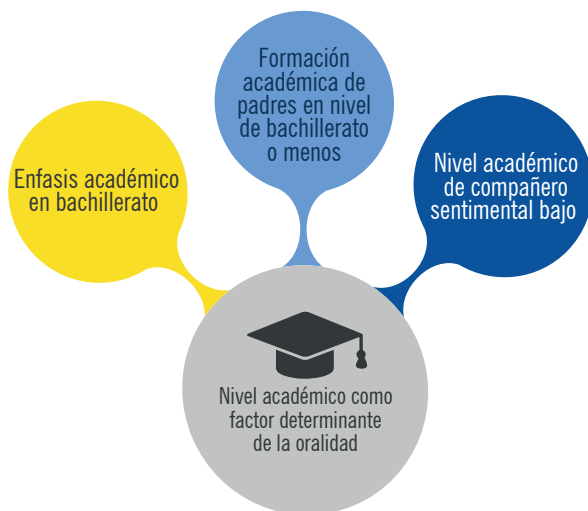 Enfasis académico
en bachillerato
Formación
académica de
padres en nivel
de bachillerato
o menos
Nivel académico
de compañero
sentimental bajo
Nivel académico como
factor determinante
de la oralidad